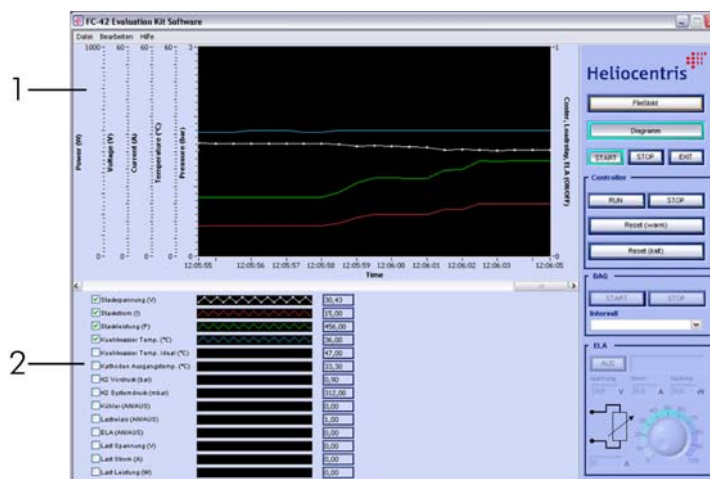 FC-42 Evaluation Kit Software
Datei Bearbeiten Hilfe
1
1000 60 60 60 3 1
Power (W)
Voltage (V)
Current (A)
Temperature (°C)
Pressure (bar)
Cooler, Loadrelay, ELA (ON/OFF)
0 0 0 0 0 0
12:05:55 12:05:56 12:05:57 12:05:58 12:05:59 12:06:00 12:06:01 12:06:02 12:06:03 12:06:05
Time
Heliocentris
Fließbild
Diagramm
START STOP EXIT
Controller
RUN STOP
Reset (warm)
Reset (kalt)
DAQ
START STOP
Intervall
ELA
AUS
V A W
A
2
Stackspannung (V) 30,43
Stackstrom (I) 15,00
Stackleistung (P) 456,00
Kuehlwasser Temp. (°C) 36,00
Kuehlwasser Temp. ideal (°C) 47,00
Kathoden Ausgangstemp. (°C) 33,30
H2 Vordruck (bar) 0,90
H2 Systemdruck (mbar) 312,00
Kühler (AN/AUS) 0,00
Lastrelais (AN/AUS) 1,00
ELA (AN/AUS) 0,00
Last Spannung (V) 0,00
Last Strom (A) 0,00
Last Leistung (W) 0,00